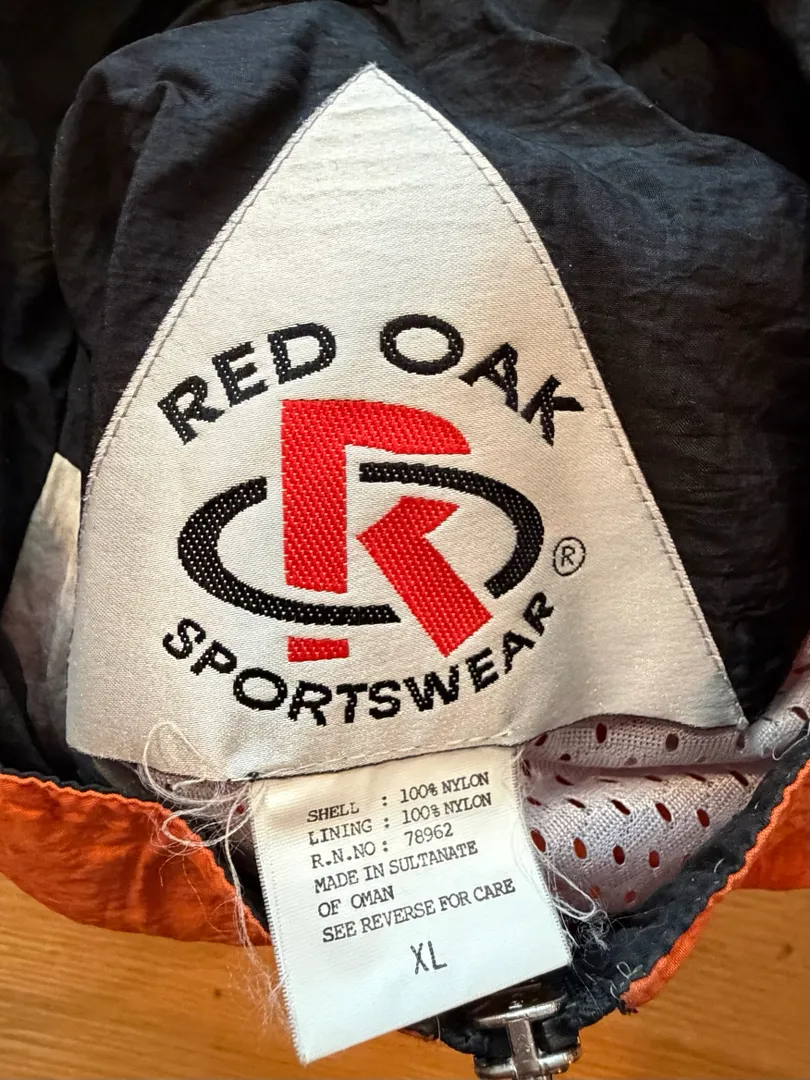 RED OAK
R
®
SPORTSWEAR
SHELL : 100% NYLON
LINING : 100% NYLON
R.N.NO : 78962
MADE IN SULTANATE
OF OMAN
SEE REVERSE FOR CARE
XL